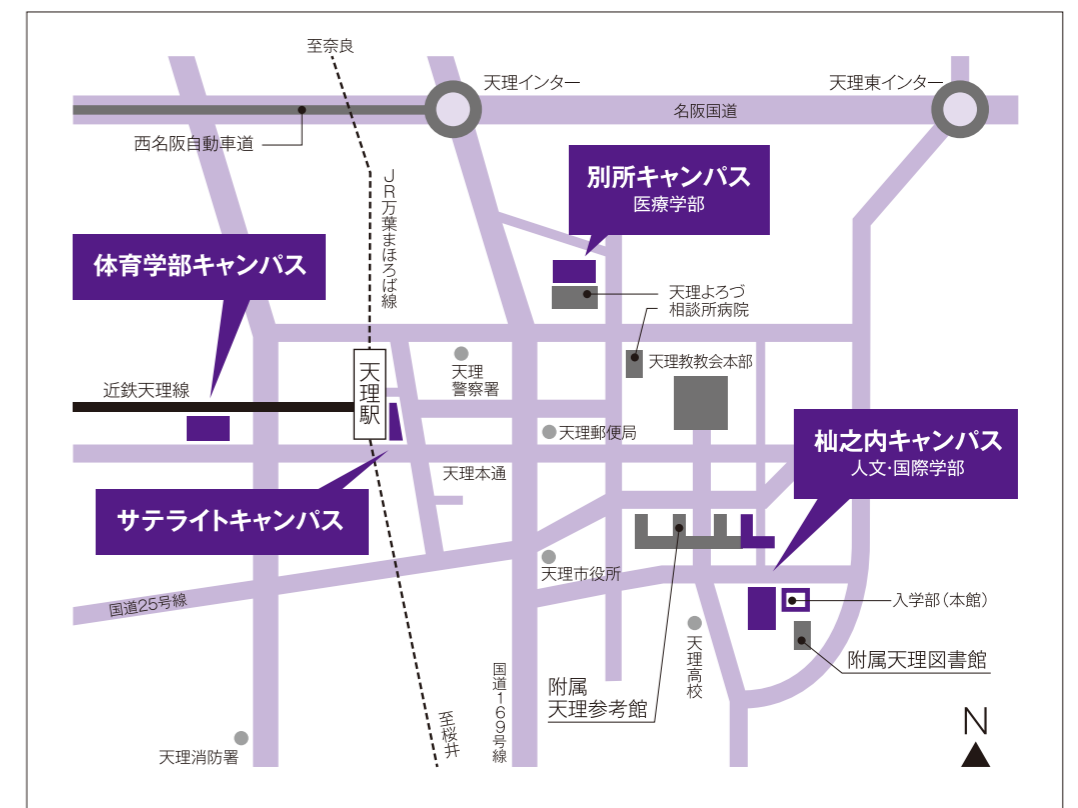 至奈良
天理インター
天理東インター
名阪国道
西名阪自動車道
JR万葉まほろば線
別所キャンパス
医療学部
体育学部キャンパス
天理よろづ
相談所病院
天理
警察署
天理教教会本部
天理駅
近鉄天理線
天理郵便局
杣之内キャンパス
人文・国際学部
天理本通
サテライトキャンパス
天理市役所
国道25号線
入学部(本館)
天理高校
附属天理図書館
附属
天理参考館
国道169号線
至桜井
天理消防署
N